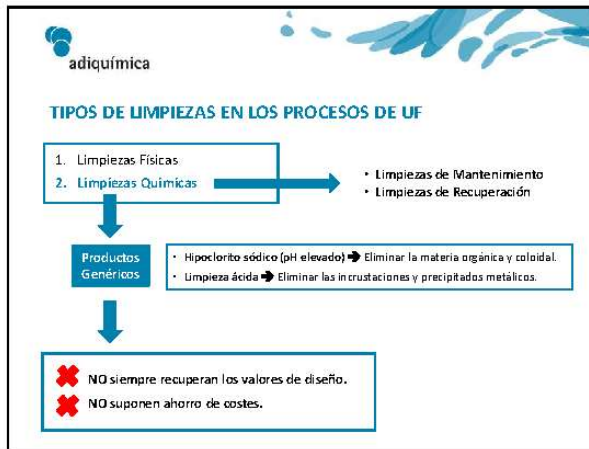 adiquímica
TIPOS DE LIMPIEZAS EN LOS PROCESOS DE UF
1. Limpiezas Físicas
2. Limpiezas Químicas
• Limpiezas de Mantenimiento
• Limpiezas de Recuperación
Productos
Genéricos
• Hipoclorito sódico (pH elevado) 🡺 Eliminar la materia orgánica y coloidal.
• Limpieza ácida 🡺 Eliminar las incrustaciones y precipitados metálicos.
NO siempre recuperan los valores de diseño.
NO suponen ahorro de costes.